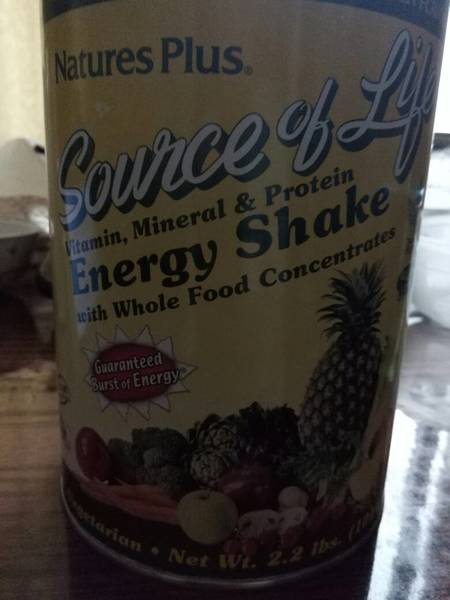 Natures Plus®
Source of Life
Vitamin, Mineral & Protein
Energy Shake
with Whole Food Concentrates
Guaranteed
Burst of Energy
Vegetarian • Net Wt. 2.2 lbs.